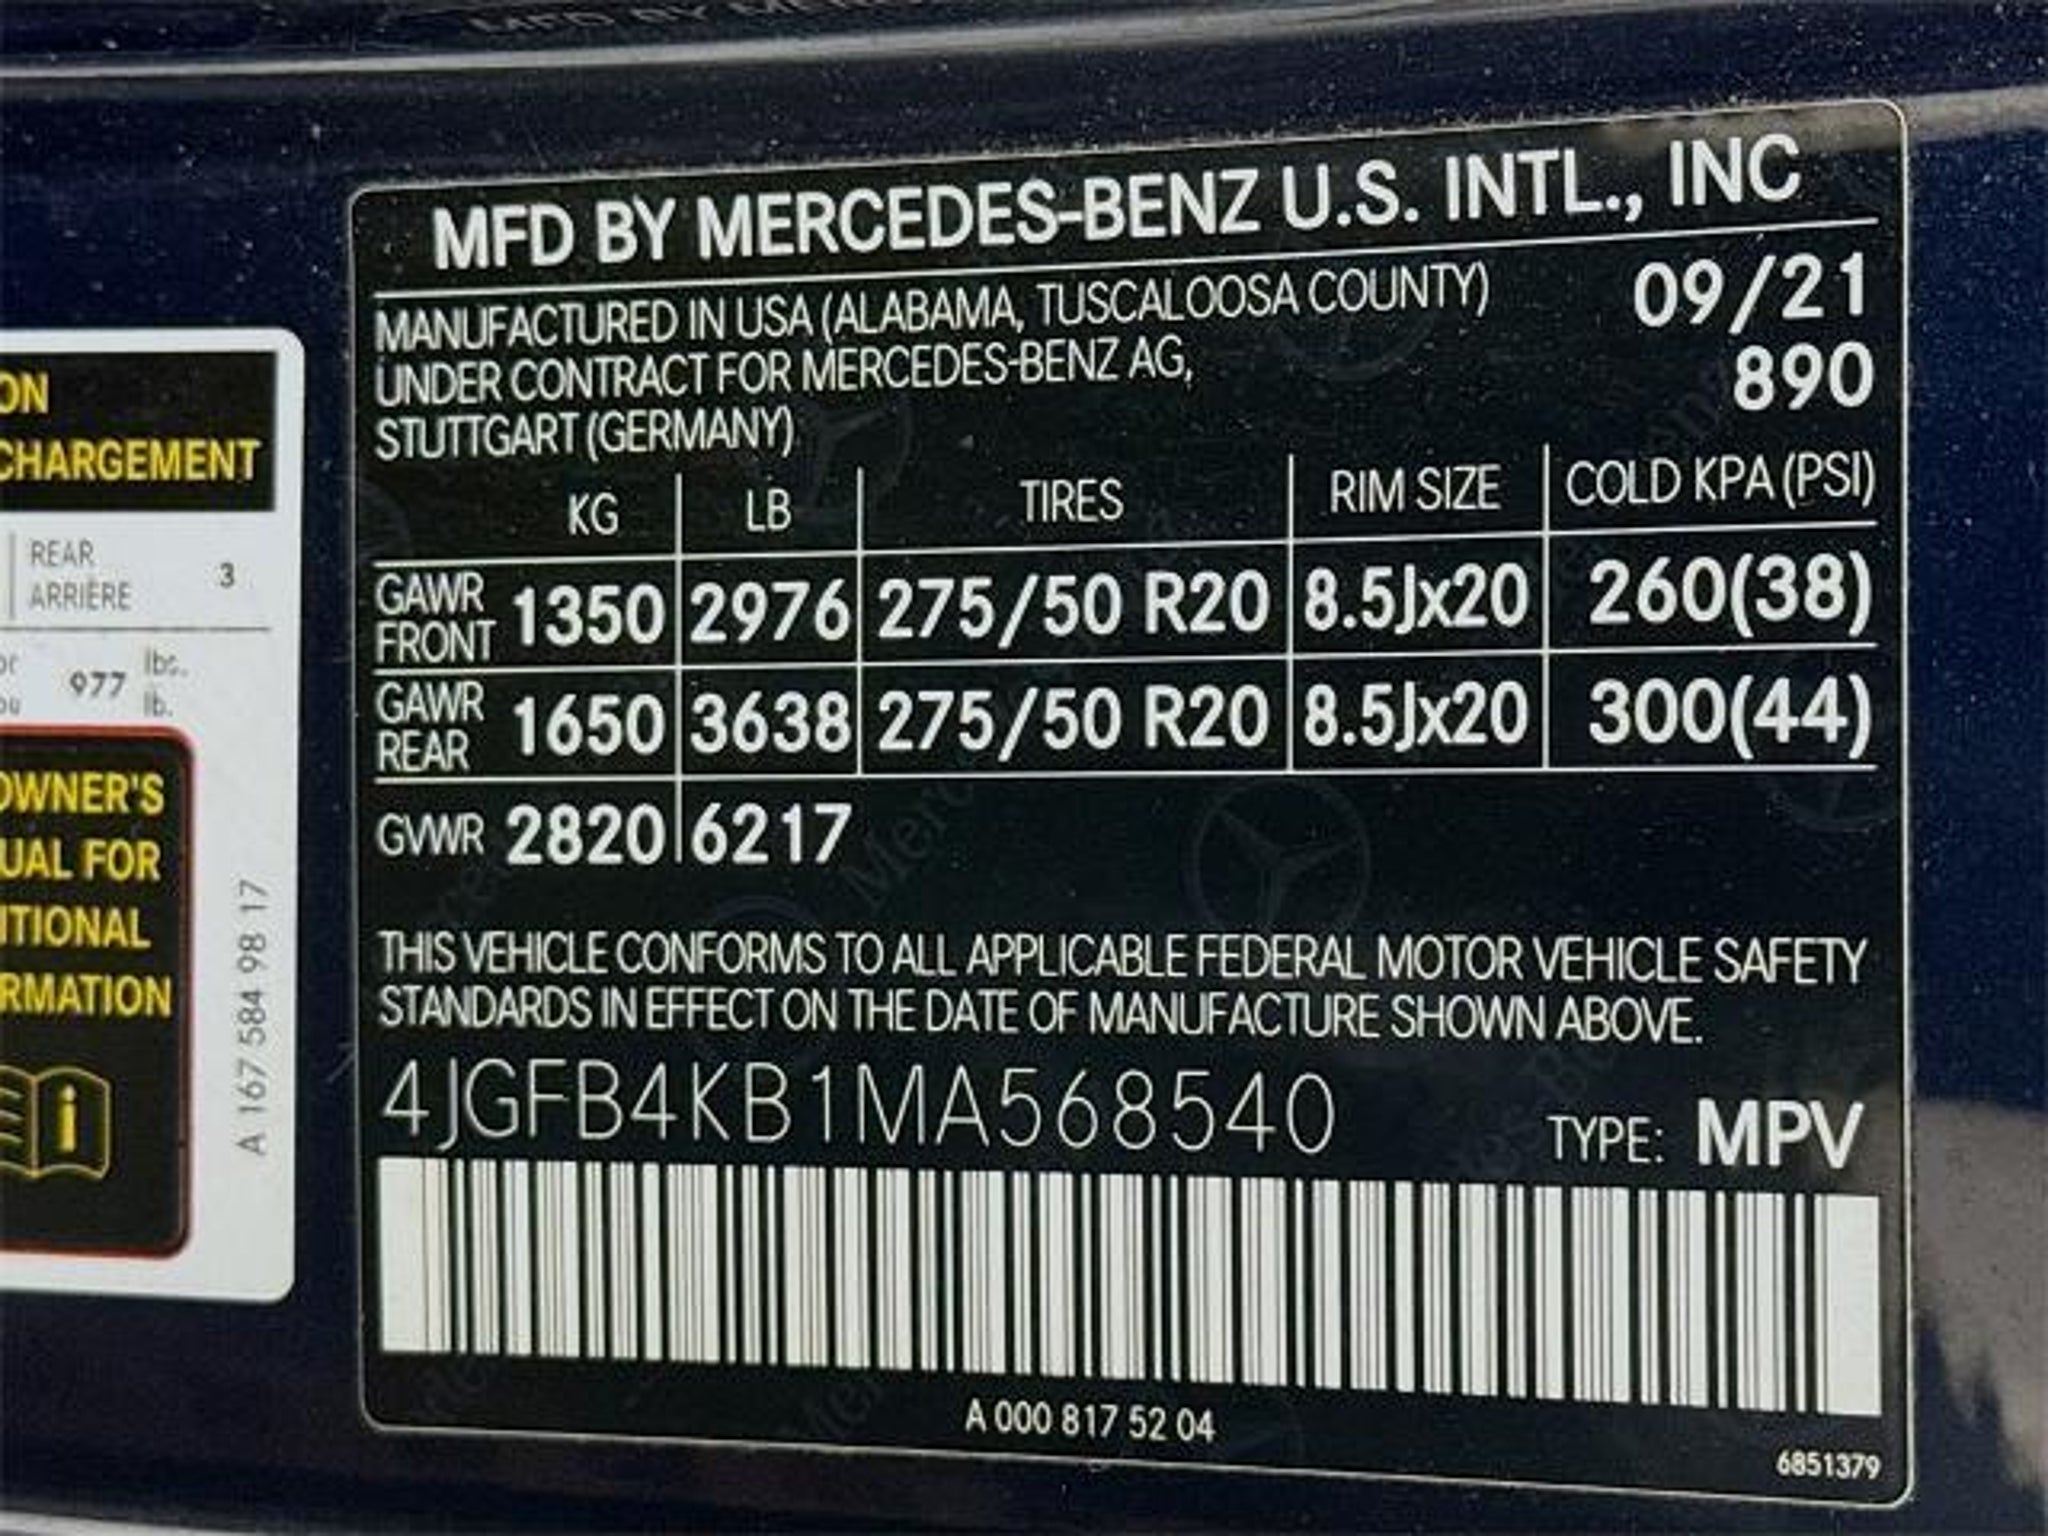 MFD BY MERCEDES-BENZ U.S. INTL., INC
MANUFACTURED IN USA (ALABAMA, TUSCALOOSA COUNTY) 09/21
UNDER CONTRACT FOR MERCEDES-BENZ AG, 890
STUTTGART (GERMANY)
KG LB TIRES RIM SIZE COLD KPA (PSI)
GAWR FRONT 1350 2976 275/50 R20 8.5Jx20 260(38)
GAWR REAR 1650 3638 275/50 R20 8.5Jx20 300(44)
GVWR 2820 6217
THIS VEHICLE CONFORMS TO ALL APPLICABLE FEDERAL MOTOR VEHICLE SAFETY
STANDARDS IN EFFECT ON THE DATE OF MANUFACTURE SHOWN ABOVE.
4JGFB4KB1MA568540 TYPE: MPV
A 000 817 52 04
6851379
ON
CHARGEMENT
REAR
ARRIÈRE 3
977 lbs.
lb.
OWNER'S
UAL FOR
ITIONAL
RMATION
A 167 584 98 17